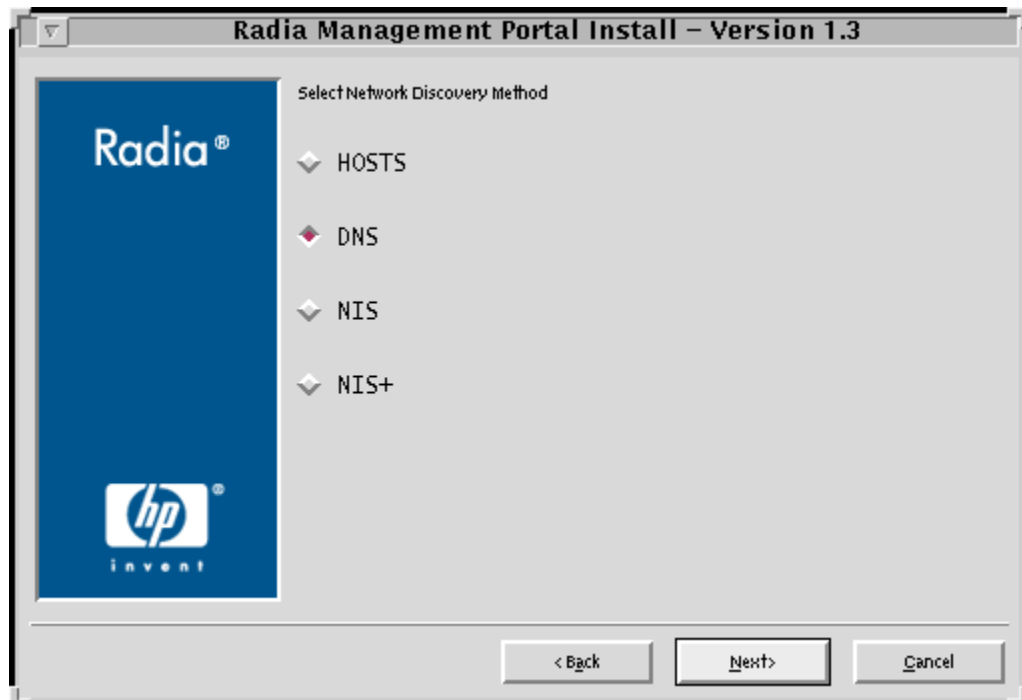 Radia Management Portal Install – Version 1.3
Select Network Discovery Method
Radia®
HOSTS
DNS
NIS
NIS+
hp®
invent
< Back
Next>
Cancel